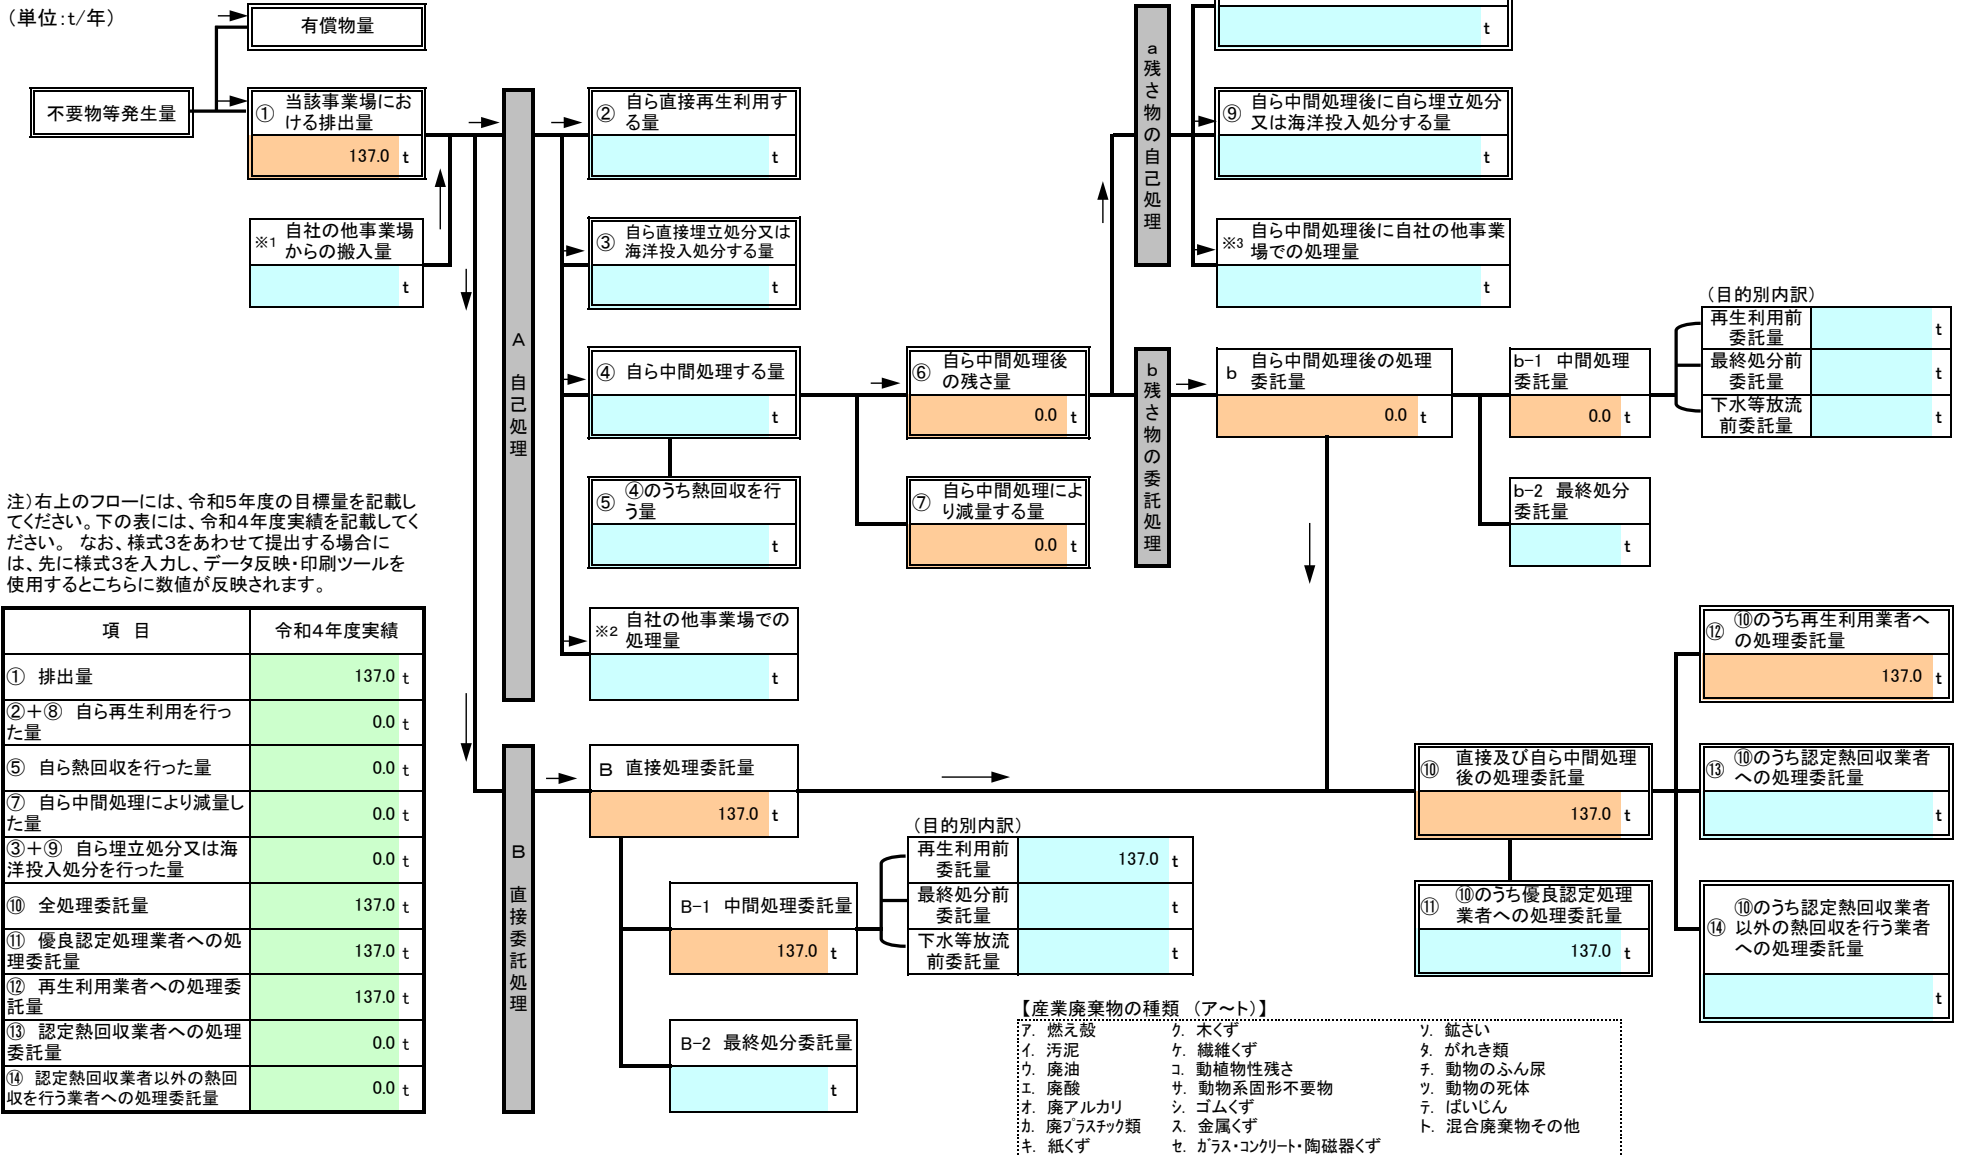 （単位:t/年）
有償物量
不要物等発生量
① 当該事業場にお
ける排出量
137.0 t
※1 自社の他事業場
からの搬入量
t
A 自己処理
② 自ら直接再生利用す
る量
t
③ 自ら直接埋立処分又は
海洋投入処分する量
t
④ 自ら中間処理する量
t
⑤ ④のうち熱回収を行
う量
t
※2 自社の他事業場での
処理量
t
⑥ 自ら中間処理後
の残さ量
0.0 t
⑦ 自ら中間処理によ
り減量する量
0.0 t
a 残さ物の自己処理
t
⑨ 自ら中間処理後に自ら埋立処分
又は海洋投入処分する量
t
※3 自ら中間処理後に自社の他事業
場での処理量
t
b 残さ物の委託処理
b 自ら中間処理後の処理
委託量
0.0 t
b-1 中間処理
委託量
0.0 t
b-2 最終処分
委託量
t
（目的別内訳）
再生利用前
委託量
t
最終処分前
委託量
t
下水等放流
前委託量
t
注）右上のフローには、令和5年度の目標量を記載し
てください。下の表には、令和4年度実績を記載してく
ださい。 なお、様式3をあわせて提出する場合に
は、先に様式3を入力し、データ反映・印刷ツールを
使用するとこちらに数値が反映されます。
項 目 令和4年度実績
① 排出量 137.0 t
②＋⑧ 自ら再生利用を行っ
た量
0.0 t
⑤ 自ら熱回収を行った量 0.0 t
⑦ 自ら中間処理により減量し
た量
0.0 t
③＋⑨ 自ら埋立処分又は海
洋投入処分を行った量
0.0 t
⑩ 全処理委託量 137.0 t
⑪ 優良認定処理業者への処
理委託量
137.0 t
⑫ 再生利用業者への処理委
託量
137.0 t
⑬ 認定熱回収業者への処理
委託量
0.0 t
⑭ 認定熱回収業者以外の熱回
収を行う業者への処理委託量
0.0 t
B 直接委託処理
B 直接処理委託量
137.0 t
B-1 中間処理委託量
137.0 t
B-2 最終処分委託量
t
（目的別内訳）
再生利用前
委託量
137.0 t
最終処分前
委託量
t
下水等放流
前委託量
t
⑩ 直接及び自ら中間処理
後の処理委託量
137.0 t
⑪ ⑩のうち優良認定処理
業者への処理委託量
137.0 t
⑫ ⑩のうち再生利用業者へ
の処理委託量
137.0 t
⑬ ⑩のうち認定熱回収業者
への処理委託量
t
⑭ ⑩のうち認定熱回収業者
以外の熱回収を行う業者
への処理委託量
t
【産業廃棄物の種類 （ア～ト）】
ｱ. 燃え殻 ｸ. 木くず ｿ. 鉱さい
ｲ. 汚泥 ｹ. 繊維くず ﾀ. がれき類
ｳ. 廃油 ｺ. 動植物性残さ ﾁ. 動物のふん尿
ｴ. 廃酸 ｻ. 動物系固形不要物 ﾂ. 動物の死体
ｵ. 廃アルカリ ｼ. ゴムくず ﾃ. ばいじん
ｶ. 廃ﾌﾟﾗｽﾁｯｸ類 ｽ. 金属くず ﾄ. 混合廃棄物その他
ｷ. 紙くず ｾ. ｶﾞﾗｽ・ｺﾝｸﾘｰﾄ・陶磁器くず